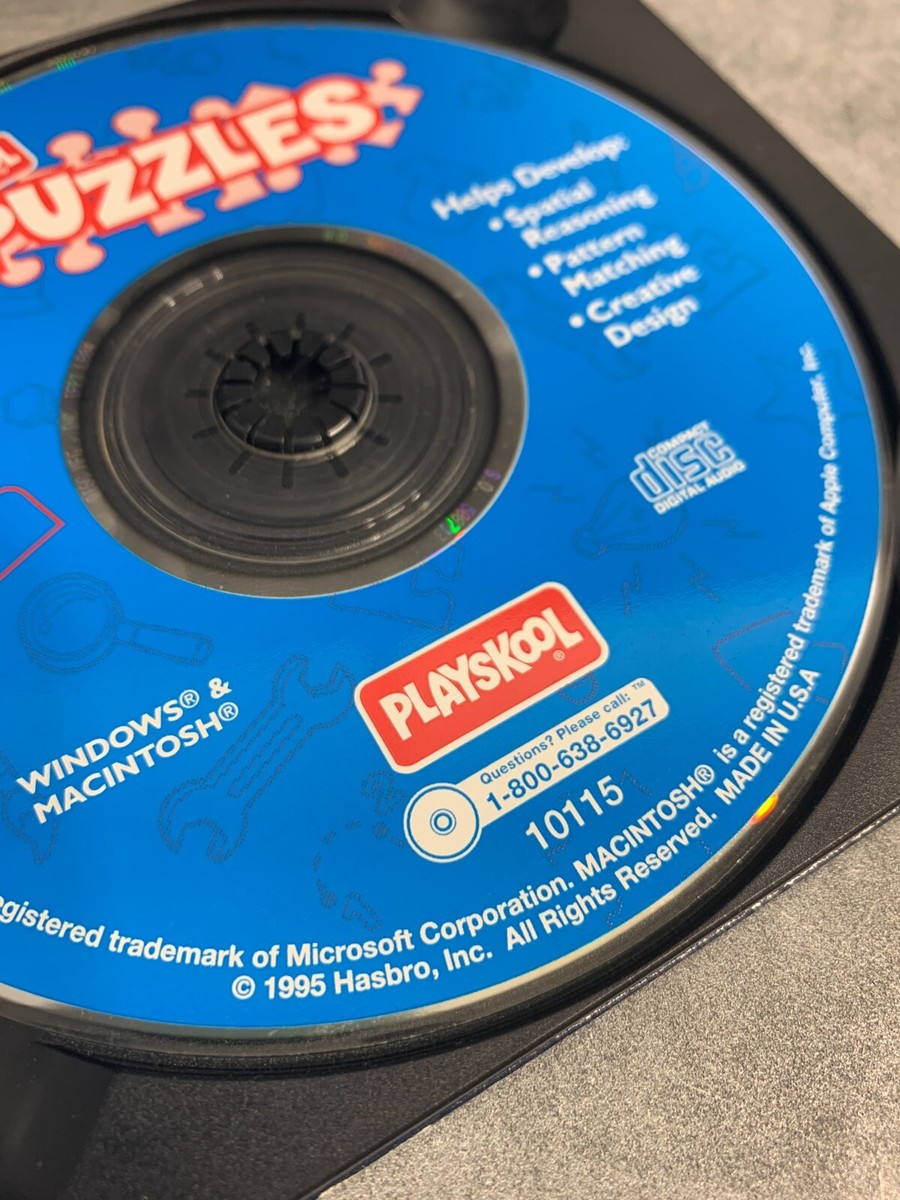 PUZZLES
Helps Develop:
• Spatial
Reasoning
• Pattern
Matching
• Creative
Design
COMPACT
disc
DIGITAL AUDIO
PLAYSKOOL®
Questions? Please call:™
1-800-638-6927
10115
WINDOWS® &
MACINTOSH®
registered trademark of Microsoft Corporation. MACINTOSH® is a registered trademark of Apple Computer, Inc.
© 1995 Hasbro, Inc. All Rights Reserved. MADE IN U.S.A